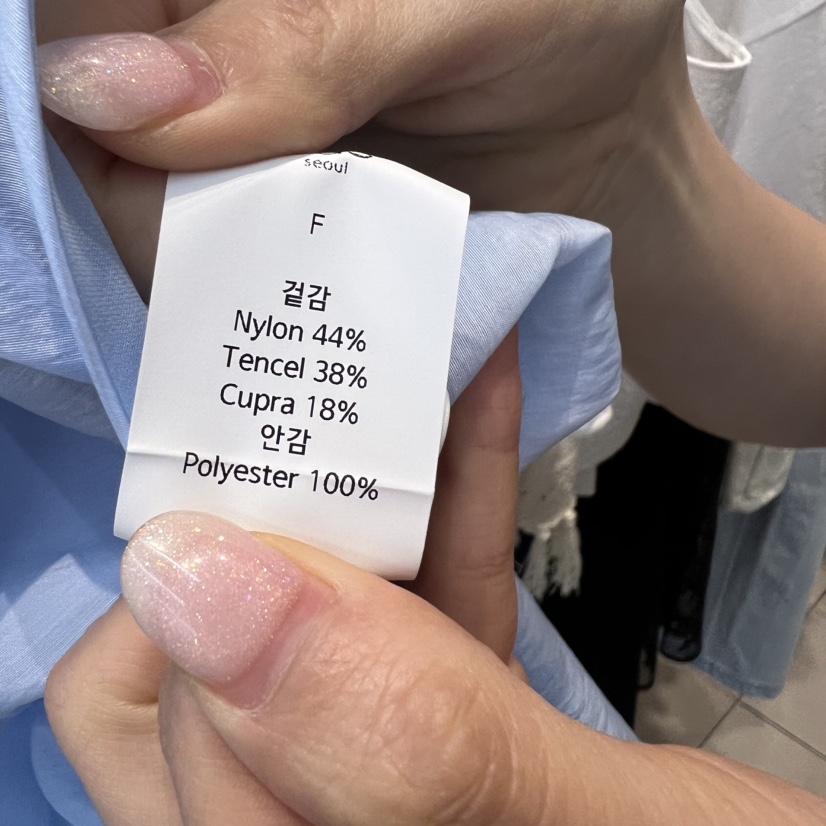 seoul
F
겉감
Nylon 44%
Tencel 38%
Cupra 18%
안감
Polyester 100%